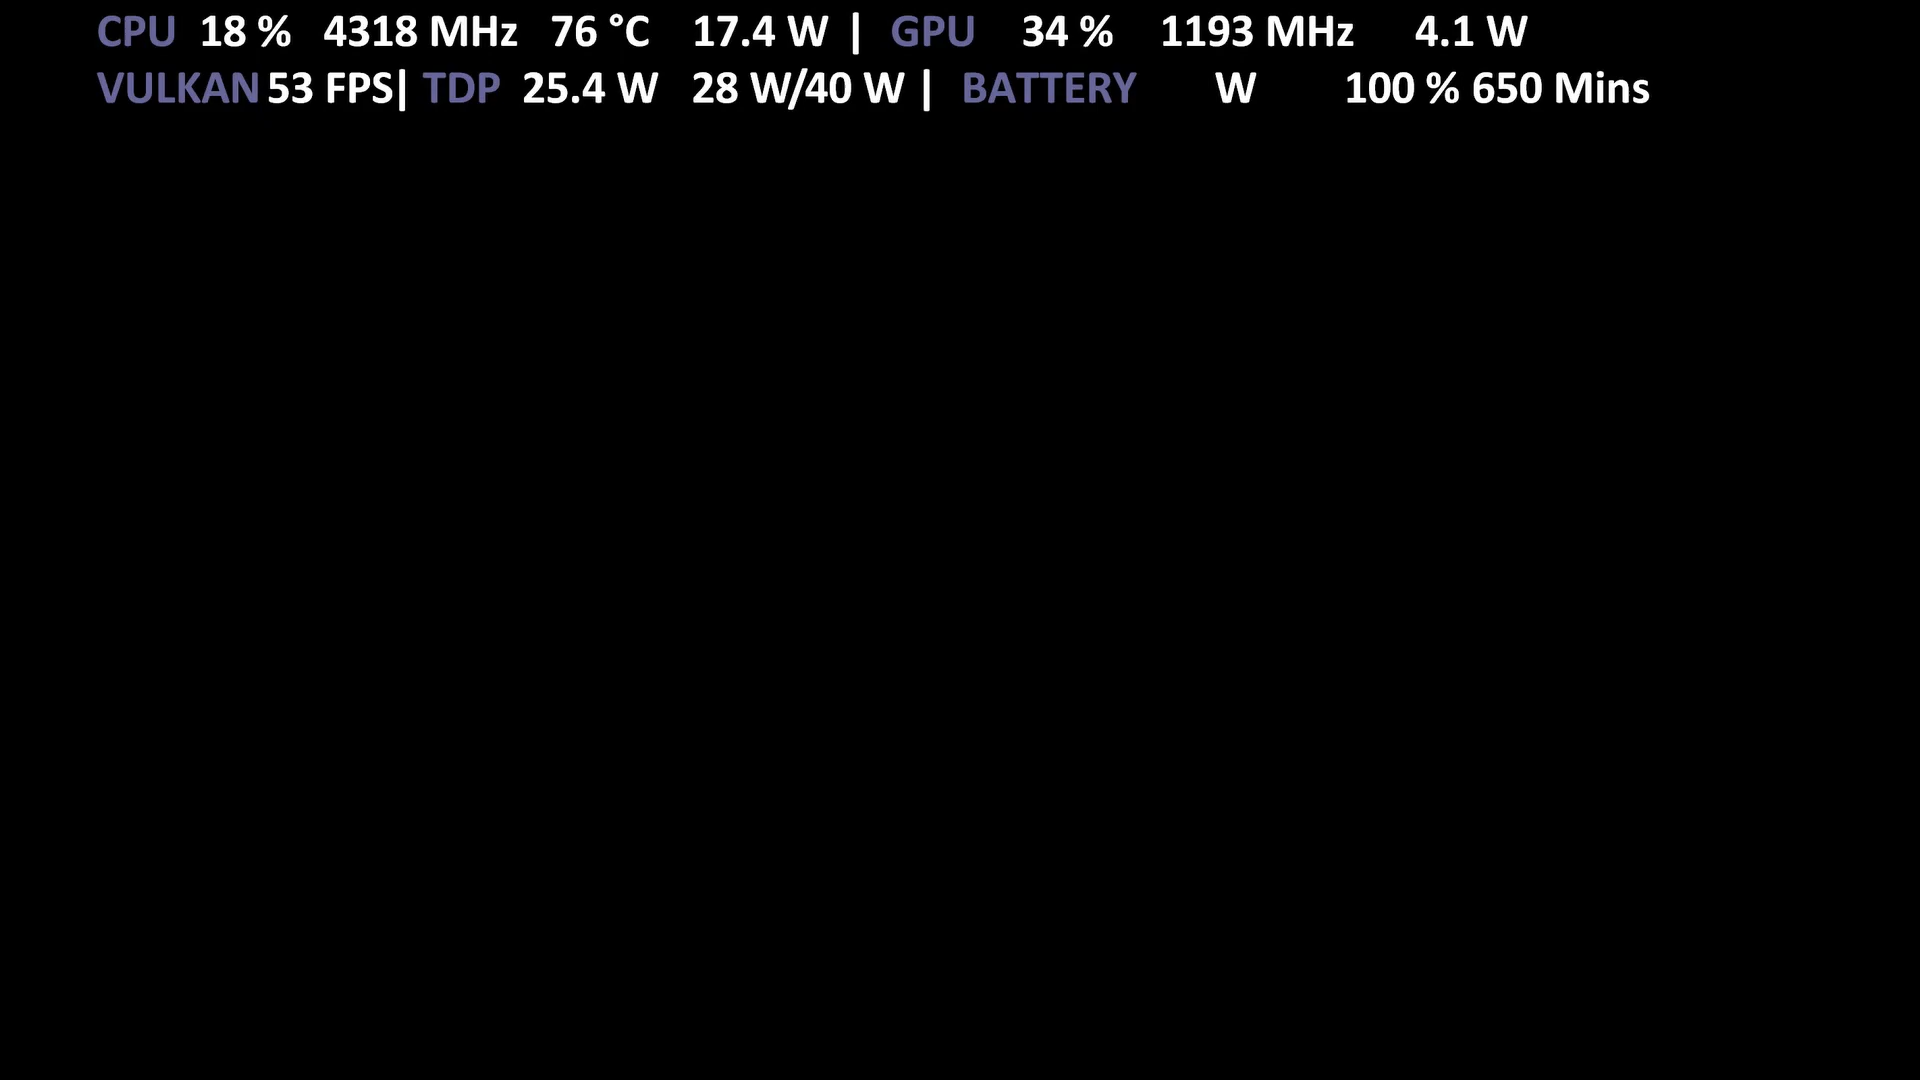 CPU 18 % 4318 MHz 76 °C 17.4 W | GPU 34 % 1193 MHz 4.1 W
VULKAN 53 FPS| TDP 25.4 W 28 W/40 W | BATTERY W 100 % 650 Mins